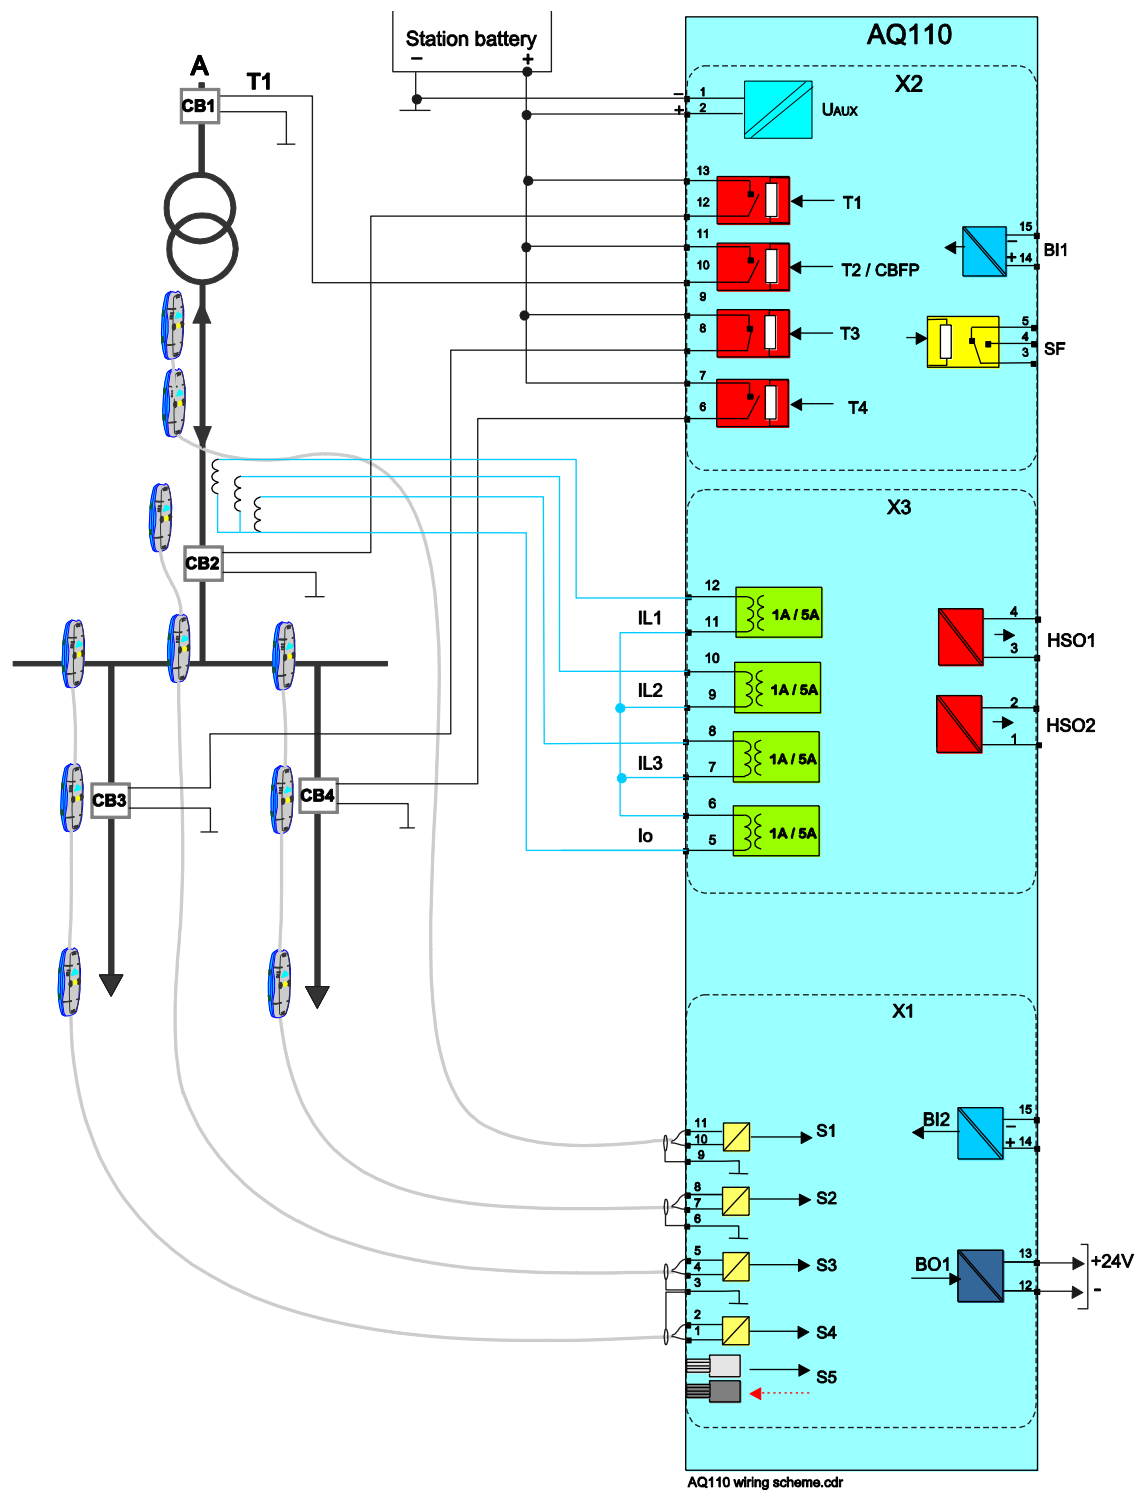 Station battery
− +
AQ110
A
T1
CB1
X2
− 1
+ 2
UAUX
13
12
T1
11
10
T2 / CBFP
9
8
T3
7
6
T4
15
−
+ 14
BI1
5
4
3
SF
CB2
X3
12
11
IL1
1A / 5A
10
9
IL2
1A / 5A
8
7
IL3
1A / 5A
6
5
Io
1A / 5A
4
3
HSO1
2
1
HSO2
CB3
CB4
X1
11
10
9
S1
8
7
6
S2
5
4
3
S3
2
1
S4
S5
BI2
15
−
+ 14
BO1
13
12
+24V
-
AQ110 wiring scheme.cdr